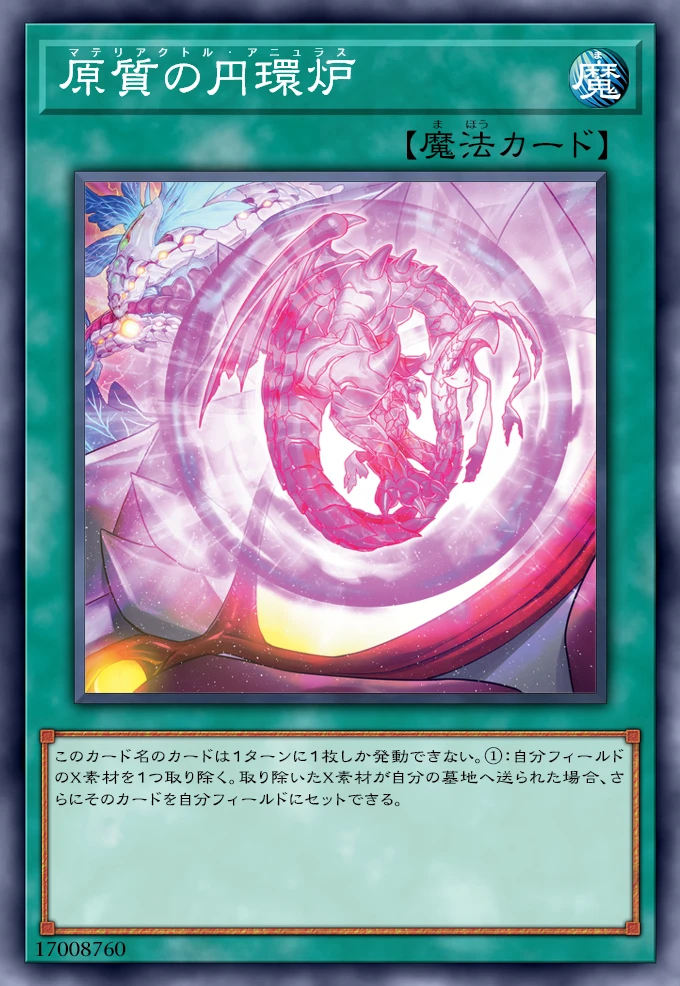 マテリアクトル・アニュラス
原質の円環炉
魔
ま
ま ほう
【魔法カード】
このカード名のカードは1ターンに1枚しか発動できない。①:自分フィールド
のX素材を1つ取り除く。取り除いたX素材が自分の墓地へ送られた場合、さ
らにそのカードを自分フィールドにセットできる。
17008760